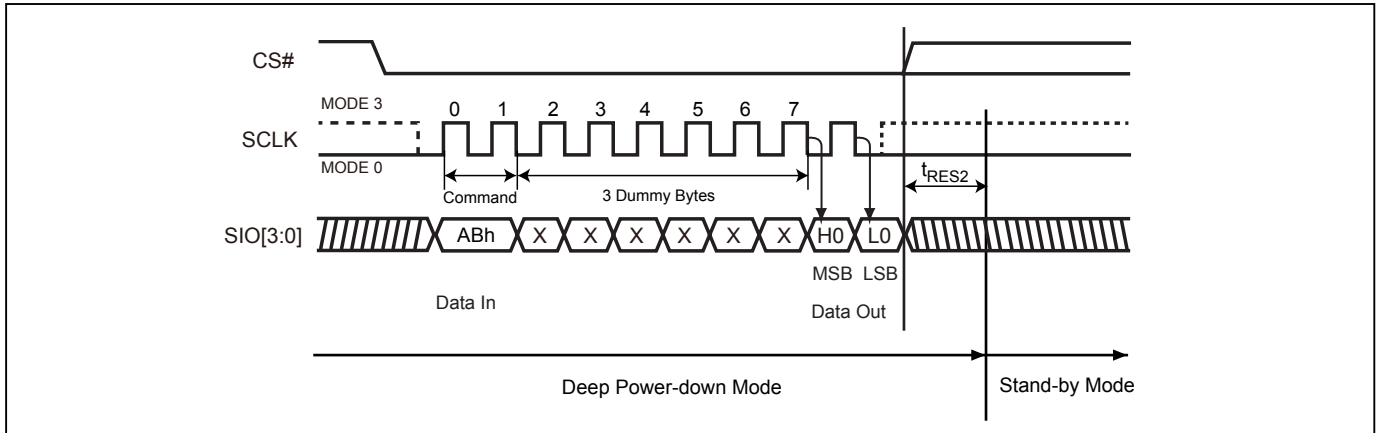 CS#
MODE 3
0 1 2 3 4 5 6 7
SCLK
MODE 0
tRES2
Command
3 Dummy Bytes
SIO[3:0]
ABh X X X X X X H0 L0
MSB LSB
Data In
Data Out
Deep Power-down Mode
Stand-by Mode